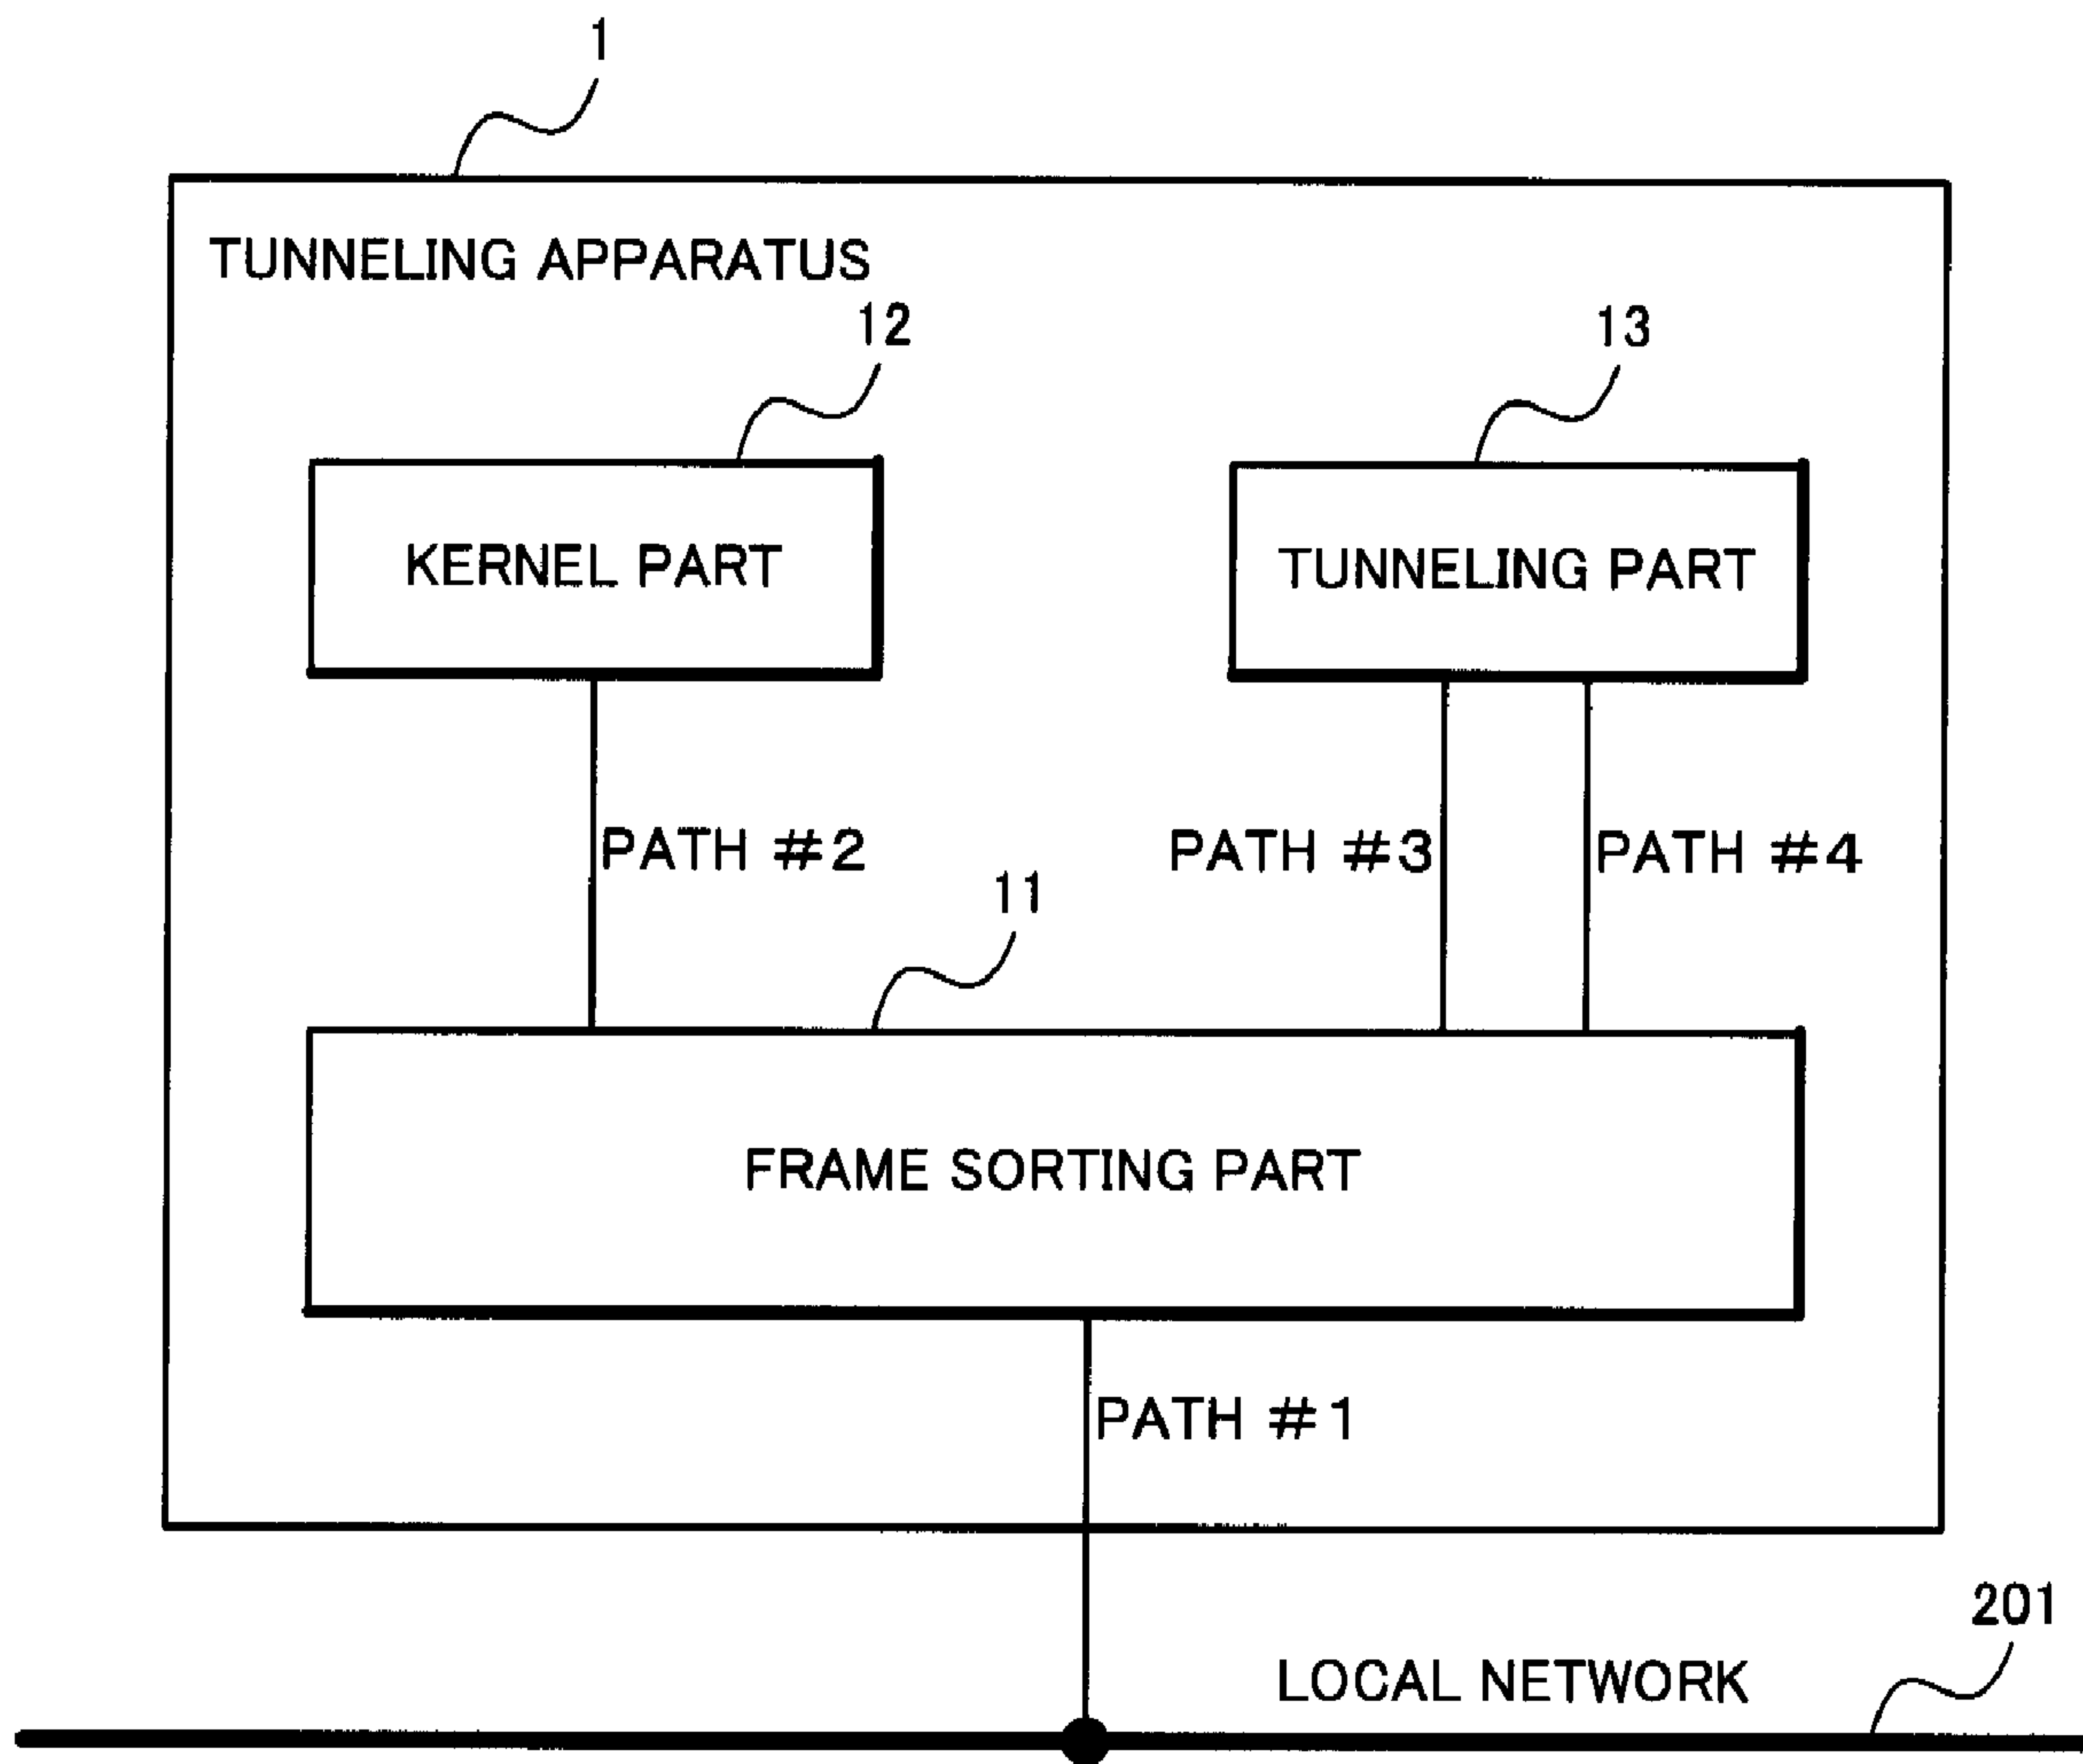 1
TUNNELING APPARATUS
12
13
KERNEL PART
TUNNELING PART
PATH #2
PATH #3
PATH #4
11
FRAME SORTING PART
PATH #1
201
LOCAL NETWORK